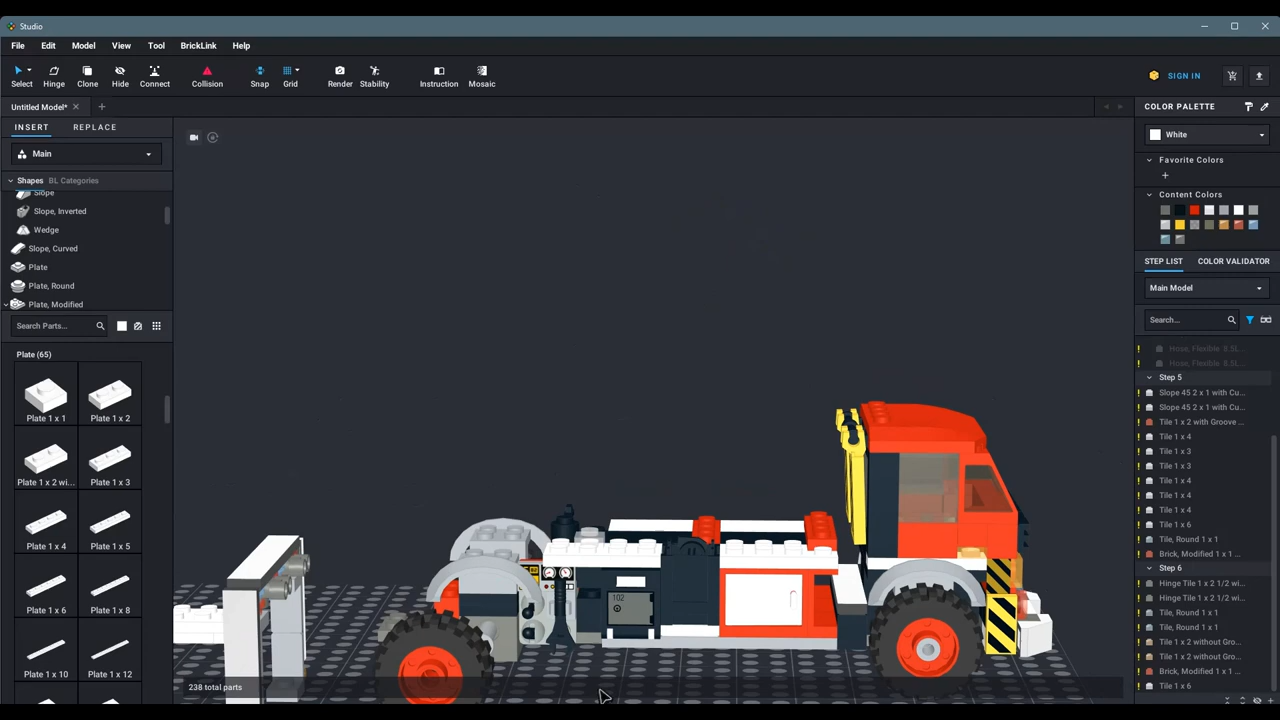 Studio
File Edit Model View Tool BrickLink Help
Select Hinge Clone Hide Connect Collision Snap Grid Render Stability Instruction Mosaic SIGN IN
Untitled Model*
INSERT REPLACE
Main
Shapes BL Categories
Slope
Slope, Inverted
Wedge
Slope, Curved
Plate
Plate, Round
Plate, Modified
Search Parts...
Plate (65)
Plate 1 x 1 Plate 1 x 2
Plate 1 x 2 wi... Plate 1 x 3
Plate 1 x 4 Plate 1 x 5
Plate 1 x 6 Plate 1 x 8
Plate 1 x 10 Plate 1 x 12
102
238 total parts
COLOR PALETTE
White
Favorite Colors
Content Colors
STEP LIST COLOR VALIDATOR
Main Model
Search...
Hose, Flexible 8.5L...
Hose, Flexible 8.5L...
Step 5
Slope 45 2 x 1 with Cu...
Slope 45 2 x 1 with Cu...
Tile 1 x 2 with Groove ...
Tile 1 x 4
Tile 1 x 3
Tile 1 x 3
Tile 1 x 4
Tile 1 x 4
Tile 1 x 4
Tile 1 x 6
Tile, Round 1 x 1
Brick, Modified 1 x 1 ...
Step 6
Hinge Tile 1 x 2 1/2 wi...
Hinge Tile 1 x 2 1/2 wi...
Tile, Round 1 x 1
Tile, Round 1 x 1
Tile 1 x 2 without Gro...
Tile 1 x 2 without Gro...
Brick, Modified 1 x 1 ...
Tile 1 x 6